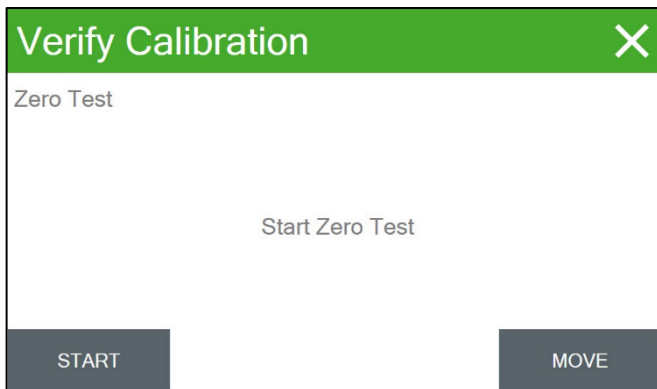 Verify Calibration
Zero Test
Start Zero Test
START
MOVE